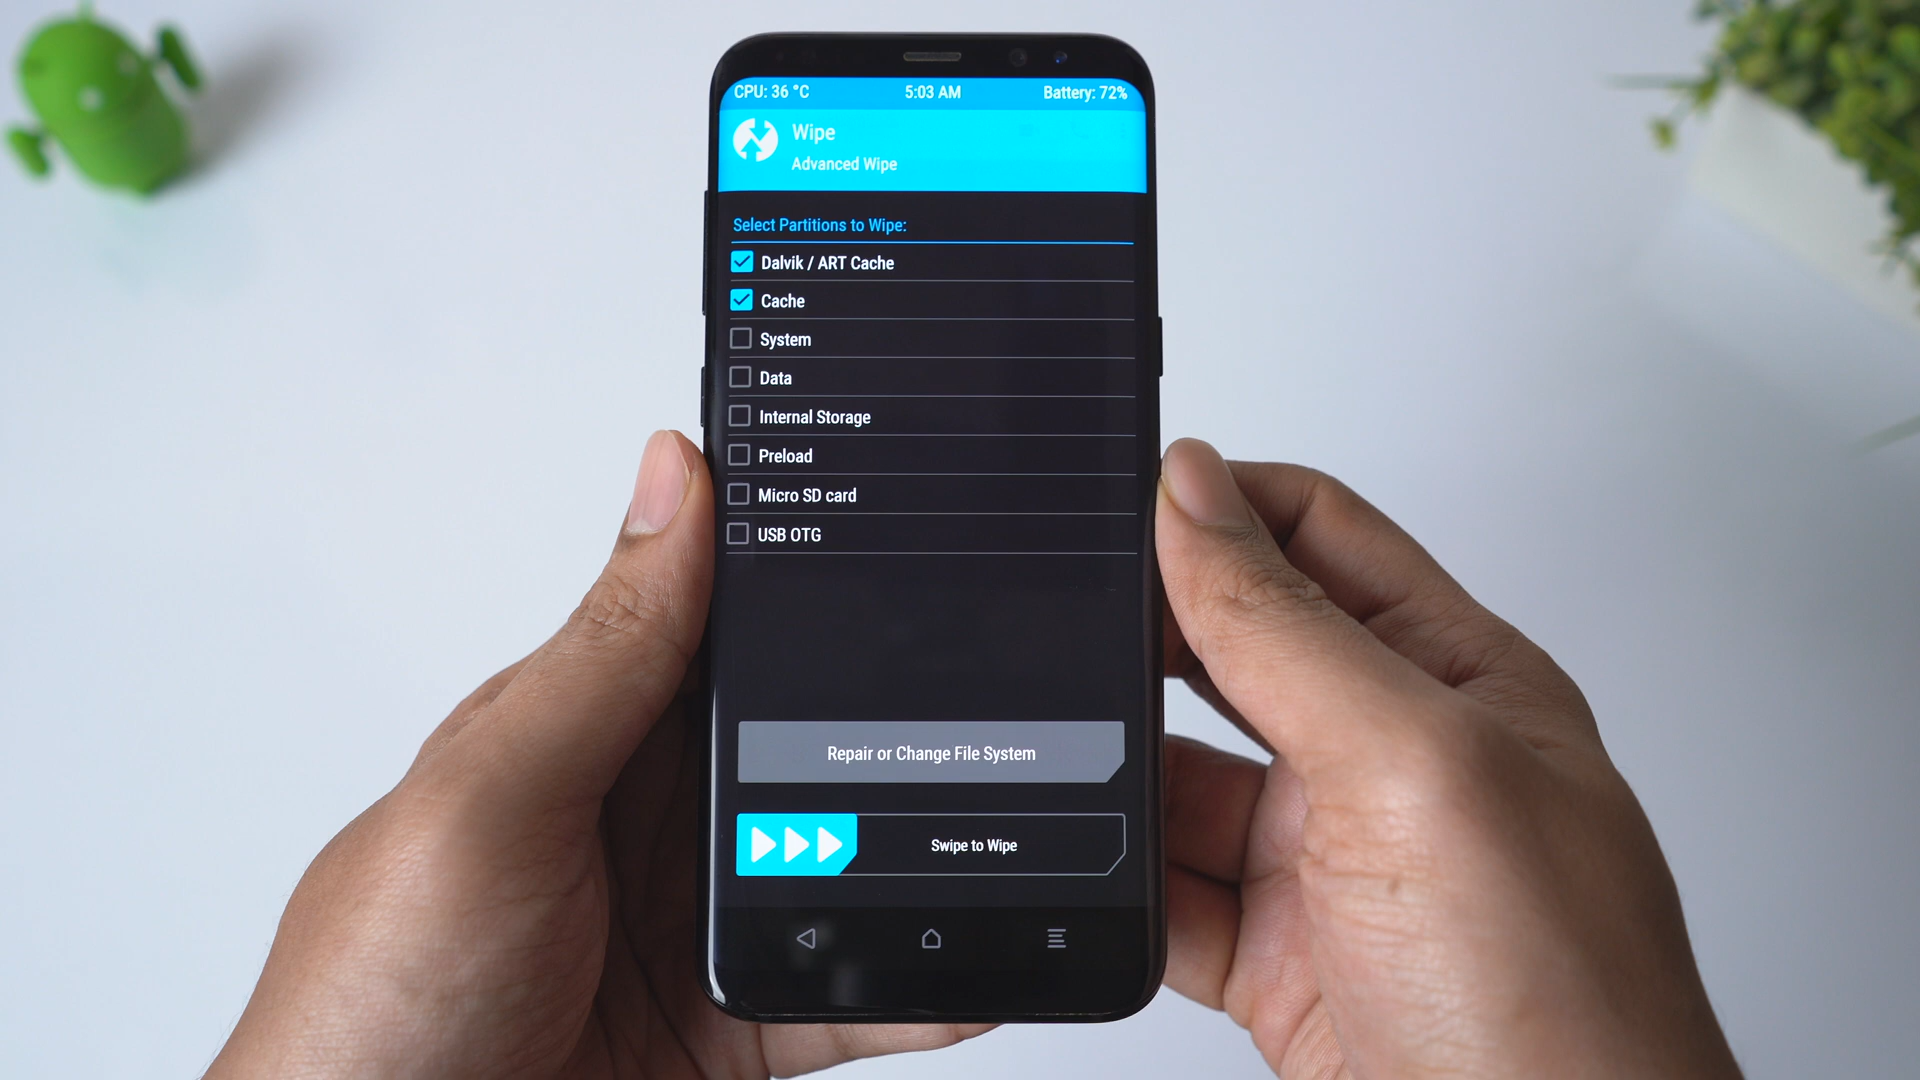 CPU: 36 °C 5:03 AM Battery: 72%
Wipe
Advanced Wipe
Select Partitions to Wipe:
Dalvik / ART Cache
Cache
System
Data
Internal Storage
Preload
Micro SD card
USB OTG
Repair or Change File System
Swipe to Wipe